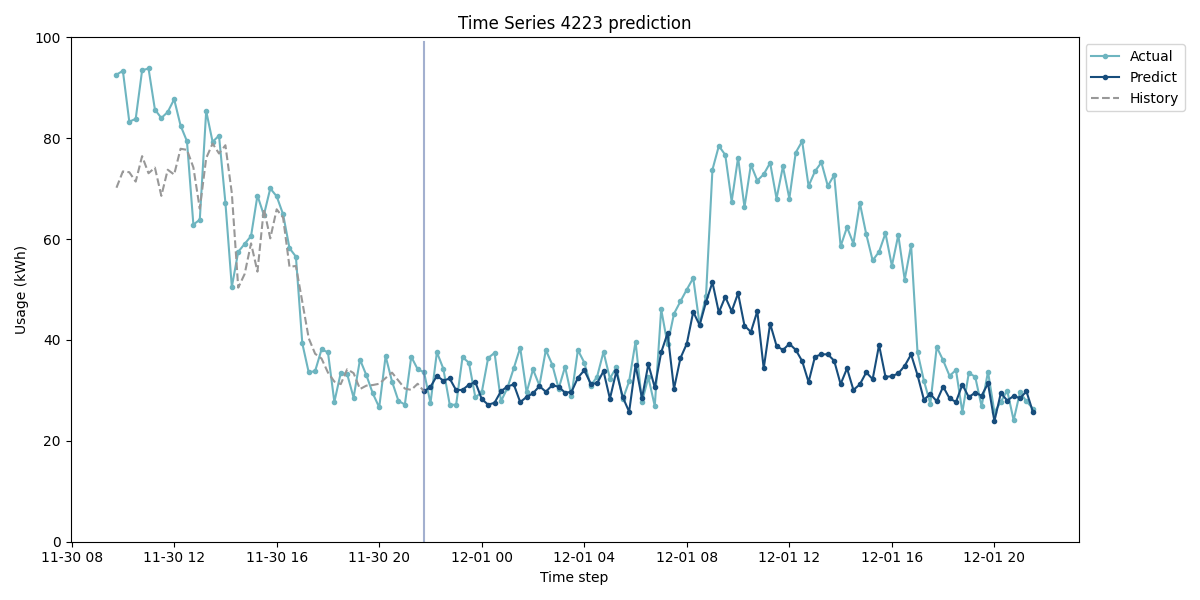 Time Series 4223 prediction
Usage (kWh)
100
80
60
40
20
0
11-30 08
11-30 12
11-30 16
11-30 20
12-01 00
12-01 04
12-01 08
12-01 12
12-01 16
12-01 20
Time step
Actual
Predict
History